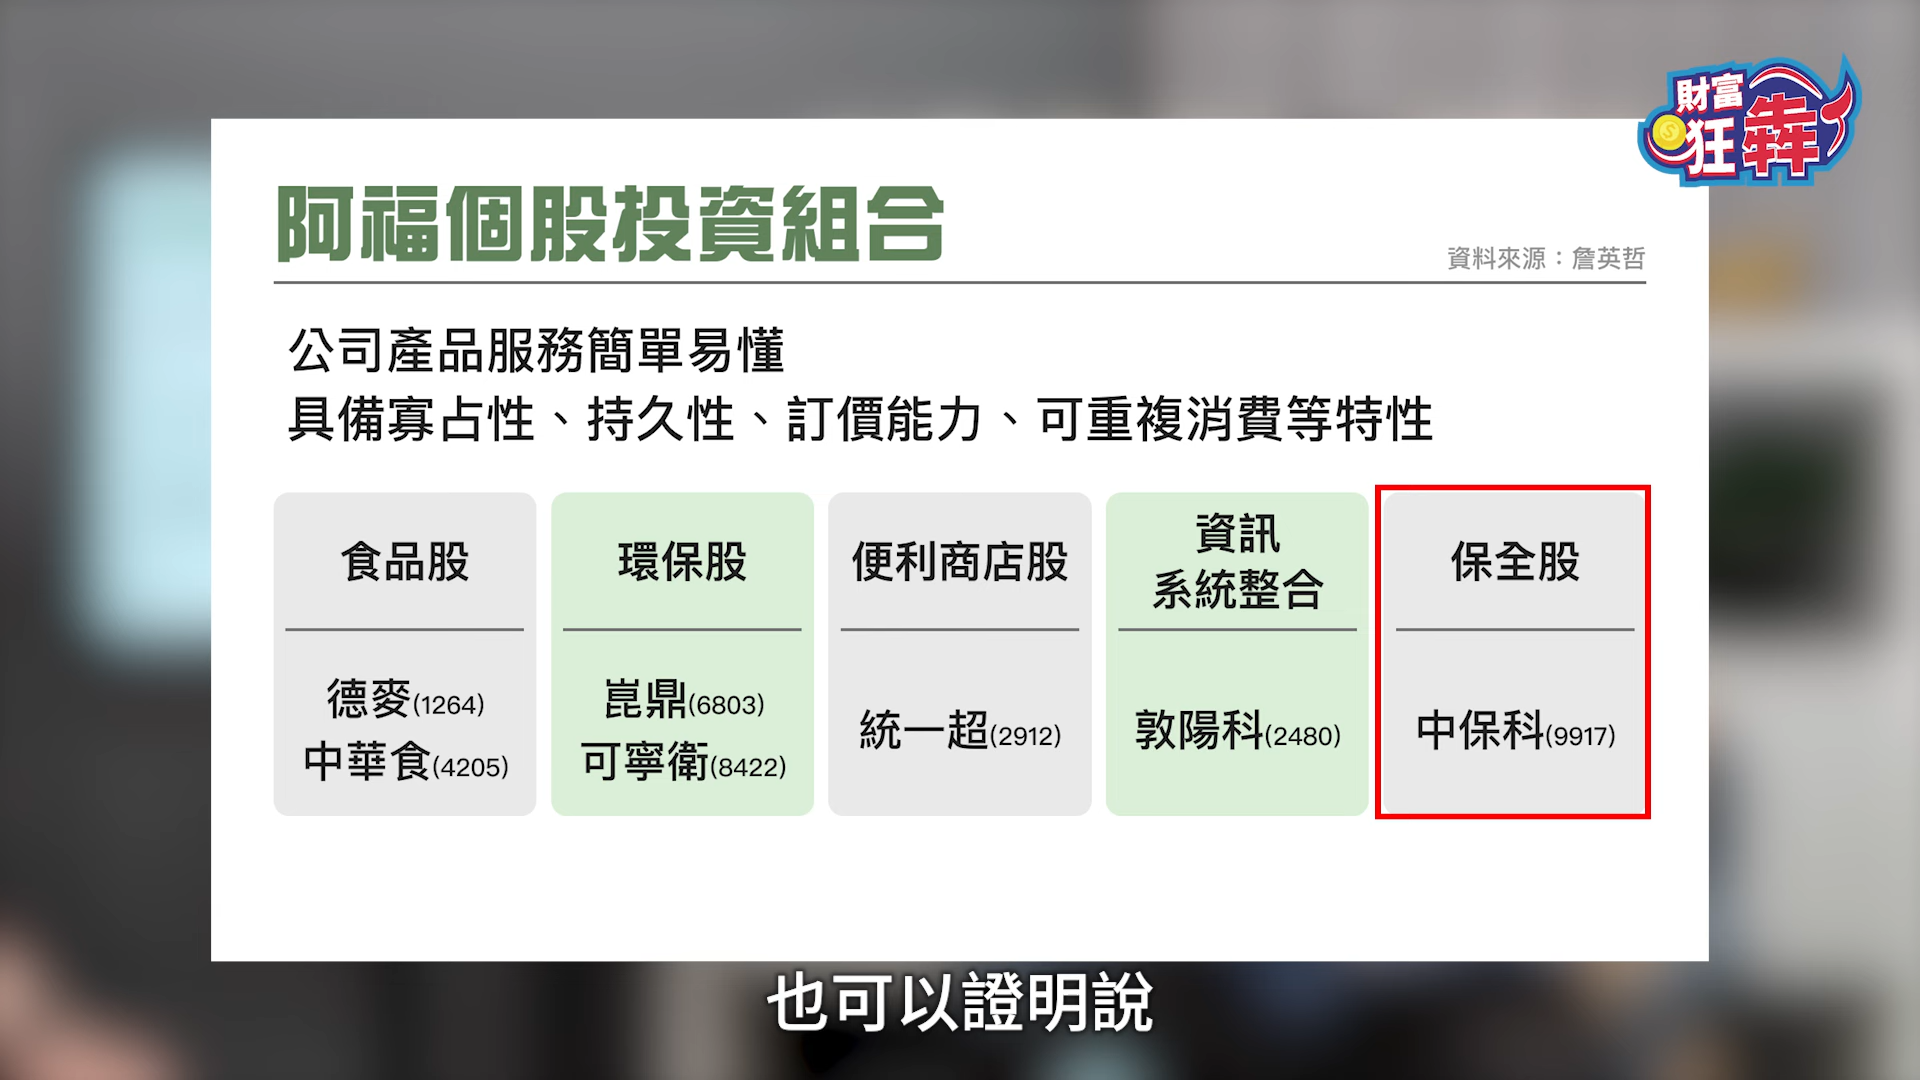 財富
狂犇
阿福個股投資組合
資料來源：詹英哲
公司產品服務簡單易懂
具備寡占性、持久性、訂價能力、可重複消費等特性
食品股
德麥(1264)
中華食(4205)
環保股
崑鼎(6803)
可寧衛(8422)
便利商店股
統一超(2912)
資訊
系統整合
敦陽科(2480)
保全股
中保科(9917)
也可以證明說